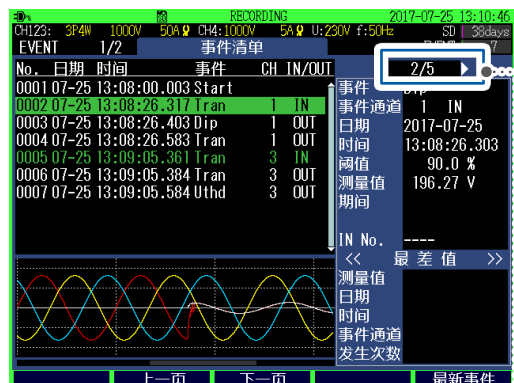 RECORDING 2017-07-25 13:10:46
CH123: 3P4W 1000V 50A CH4: 1000V 5A U:230V f:50Hz SD 38days
EVENT 1/2 事件清单 7
No. 日期 时间 事件 CH IN/OUT
2/5
0001 07-25 13:08:00.003 Start
0002 07-25 13:08:26.317 Tran 1 IN
0003 07-25 13:08:26.403 Dip 1 OUT
0004 07-25 13:08:26.583 Tran 1 OUT
0005 07-25 13:09:05.361 Tran 3 IN
0006 07-25 13:09:05.384 Tran 3 OUT
0007 07-25 13:09:05.584 Uthd 3 OUT
事件
事件通道 1 IN
日期 2017-07-25
时间 13:08:26.303
阈值 90.0 %
测量值 196.27 V
期间
IN No. ----
<< 最差值 >>
测量值
日期
时间
事件通道
发生次数
上一页 下一页 最新事件